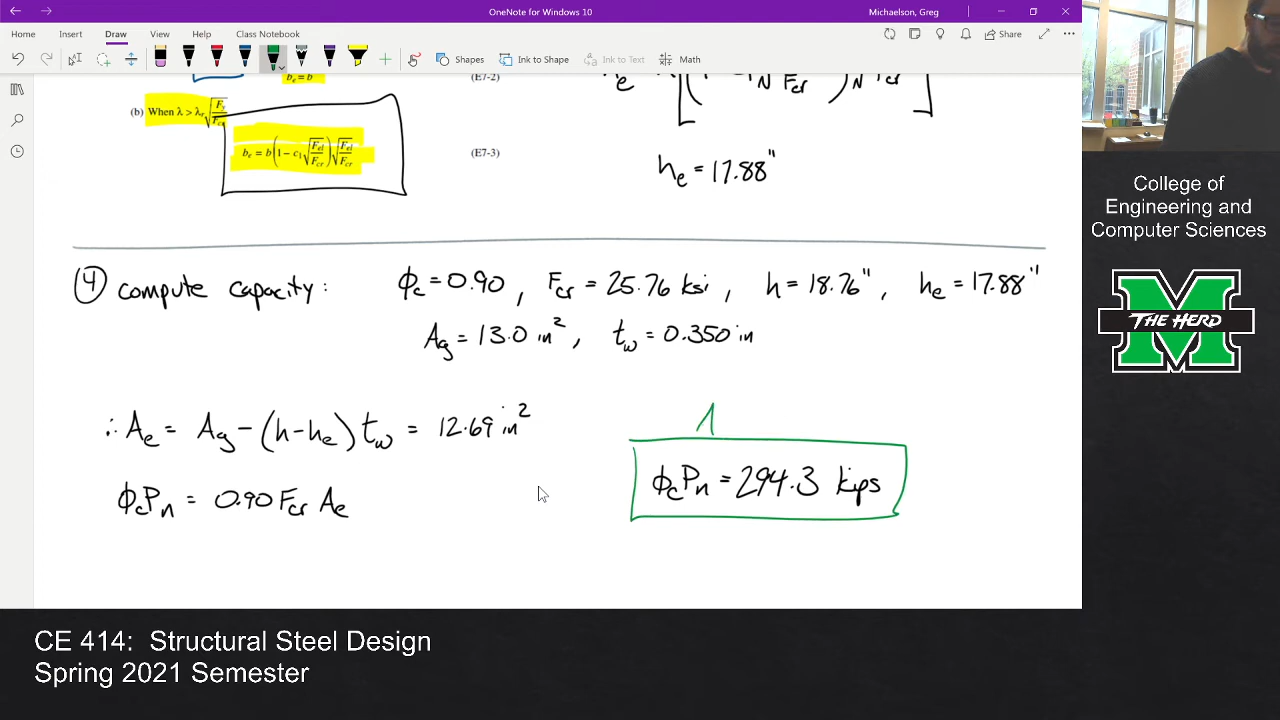 OneNote for Windows 10
Michaelson, Greg
Home Insert Draw View Help Class Notebook
Share
Shapes Ink to Shape Ink to Text Math
bₑ = b (E7-2)
(b) When λ > λᵣ√(Fy/Fcr)
bₑ = b(1 − c₁√(Fel/Fcr))√(Fel/Fcr) (E7-3)
hₑ = 17.88"
④ compute capacity: ϕc = 0.90, Fcr = 25.76 ksi, h = 18.76", hₑ = 17.88"
Ag = 13.0 in², tw = 0.350 in
∴ Ae = Ag − (h − hₑ) tw = 12.69 in²
ϕcPn = 0.90 Fcr Ae
ϕcPn = 294.3 kips
College of
Engineering and
Computer Sciences
THE HERD
CE 414: Structural Steel Design
Spring 2021 Semester